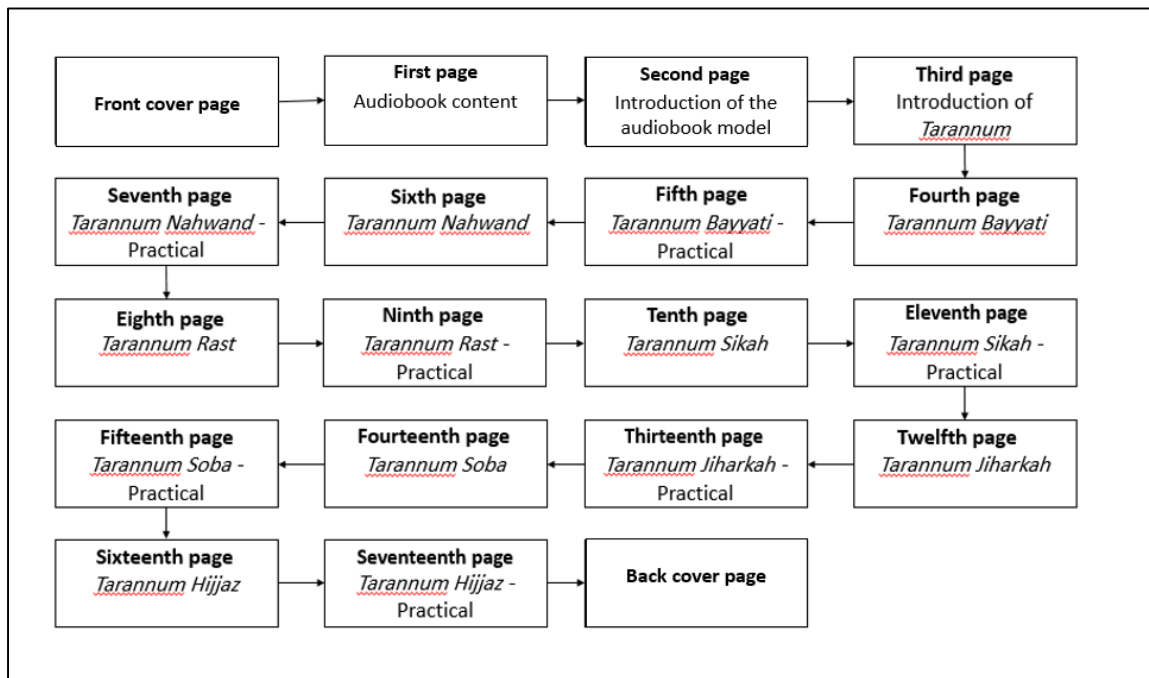 Front cover page
First page
Audiobook content
Second page
Introduction of the
audiobook model
Third page
Introduction of
Tarannum
Fourth page
Tarannum Bayyati
Fifth page
Tarannum Bayyati -
Practical
Sixth page
Tarannum Nahwand
Seventh page
Tarannum Nahwand -
Practical
Eighth page
Tarannum Rast
Ninth page
Tarannum Rast -
Practical
Tenth page
Tarannum Sikah
Eleventh page
Tarannum Sikah -
Practical
Twelfth page
Tarannum Jiharkah
Thirteenth page
Tarannum Jiharkah -
Practical
Fourteenth page
Tarannum Soba
Fifteenth page
Tarannum Soba -
Practical
Sixteenth page
Tarannum Hijjaz
Seventeenth page
Tarannum Hijjaz -
Practical
Back cover page